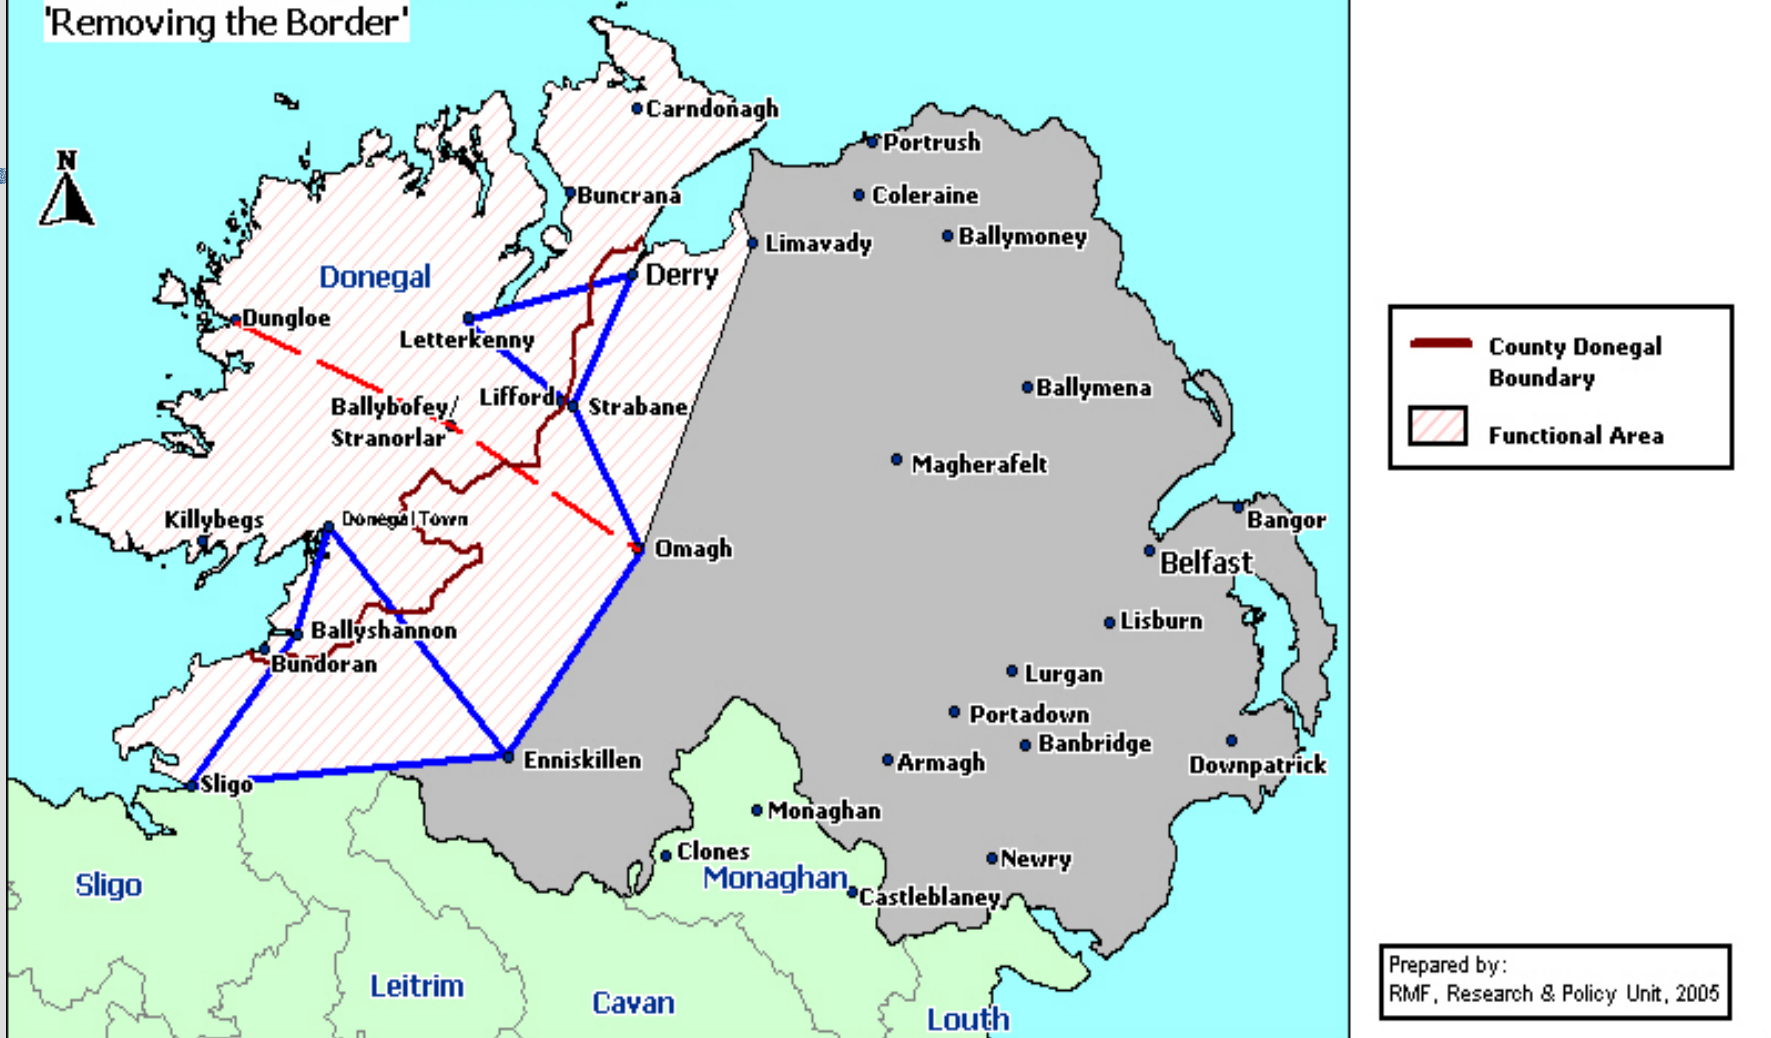 'Removing the Border'
N
Carndonagh
Portrush
Buncrana
Coleraine
Ballymoney
Limavady
Derry
Donegal
Dungloe
Letterkenny
County Donegal
Boundary
Functional Area
Ballymena
Lifford
Strabane
Ballybofey/
Stranorlar
Magherafelt
Killybegs
Donegal Town
Bangor
Omagh
Belfast
Lisburn
Ballyshannon
Bundoran
Lurgan
Portadown
Banbridge
Enniskillen
Armagh
Downpatrick
Sligo
Monaghan
Clones
Newry
Monaghan
Sligo
Castleblaney
Leitrim
Cavan
Louth
Prepared by:
RMF, Research & Policy Unit, 2005